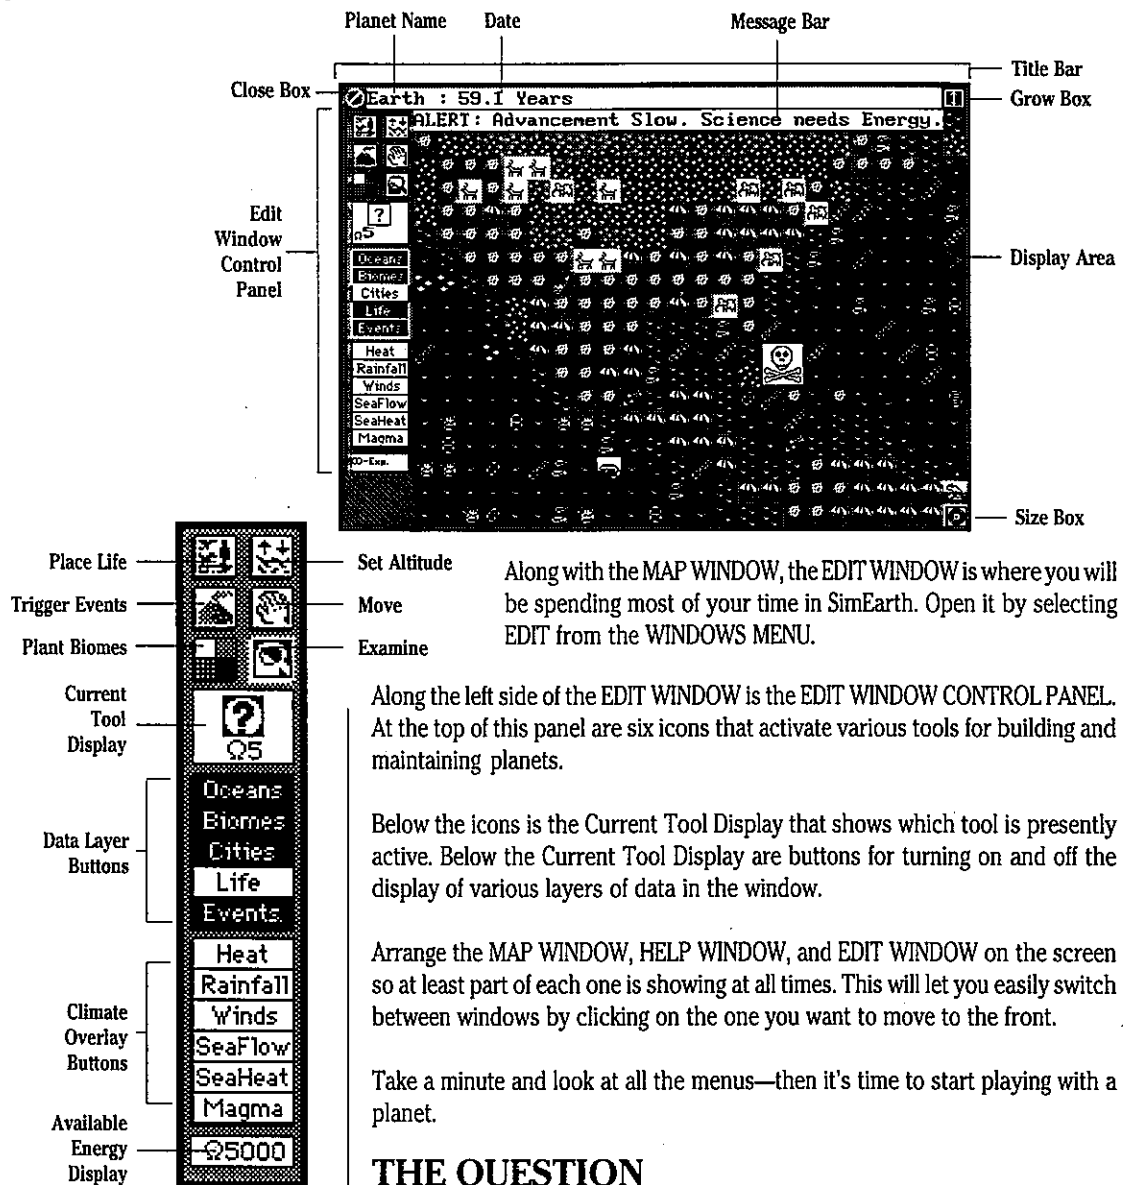 Planet Name Date Message Bar
Title Bar
Close Box
Earth : 59.1 Years
Grow Box
ALERT: Advancement Slow. Science needs Energy.
Edit
Window
Control
Panel
?
Ω5
Oceans
Biomes
Cities
Life
Events
Heat
Rainfall
Winds
SeaFlow
SeaHeat
Magma
Display Area
Size Box
Place Life
Set Altitude
Trigger Events
Move
Plant Biomes
Examine
Current
Tool
Display
?
Ω5
Data Layer
Buttons
Oceans
Biomes
Cities
Life
Events
Climate
Overlay
Buttons
Heat
Rainfall
Winds
SeaFlow
SeaHeat
Magma
Available
Energy
Display
Ω5000
Along with the MAP WINDOW, the EDIT WINDOW is where you will
be spending most of your time in SimEarth. Open it by selecting
EDIT from the WINDOWS MENU.
Along the left side of the EDIT WINDOW is the EDIT WINDOW CONTROL PANEL.
At the top of this panel are six icons that activate various tools for building and
maintaining planets.
Below the icons is the Current Tool Display that shows which tool is presently
active. Below the Current Tool Display are buttons for turning on and off the
display of various layers of data in the window.
Arrange the MAP WINDOW, HELP WINDOW, and EDIT WINDOW on the screen
so at least part of each one is showing at all times. This will let you easily switch
between windows by clicking on the one you want to move to the front.
Take a minute and look at all the menus—then it's time to start playing with a
planet.
THE QUESTION